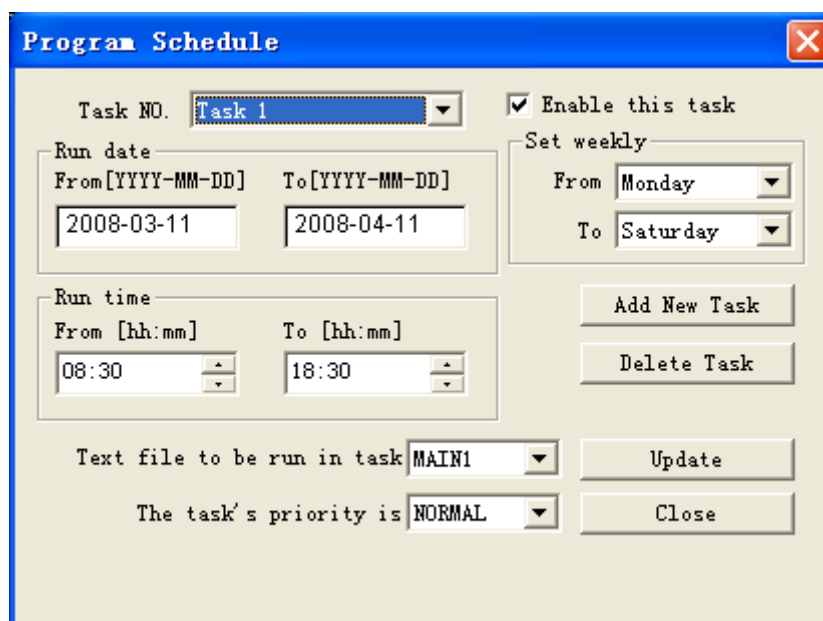 Program Schedule
Task NO. Task 1
Enable this task
Run date
From[YYYY-MM-DD] To[YYYY-MM-DD]
2008-03-11 2008-04-11
Set weekly
From Monday
To Saturday
Run time
From [hh:mm] To [hh:mm]
08:30 18:30
Add New Task
Delete Task
Text file to be run in task MAIN1
Update
The task's priority is NORMAL
Close